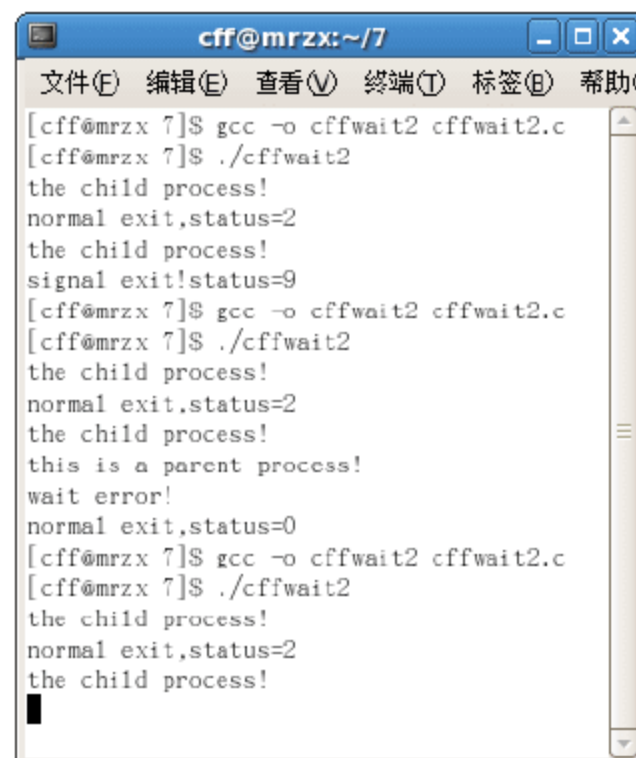 cff@mrzx:~/7
文件(F) 编辑(E) 查看(V) 终端(T) 标签(B) 帮助(
[cff@mrzx 7]$ gcc -o cffwait2 cffwait2.c
[cff@mrzx 7]$ ./cffwait2
the child process!
normal exit,status=2
the child process!
signal exit!status=9
[cff@mrzx 7]$ gcc -o cffwait2 cffwait2.c
[cff@mrzx 7]$ ./cffwait2
the child process!
normal exit,status=2
the child process!
this is a parent process!
wait error!
normal exit,status=0
[cff@mrzx 7]$ gcc -o cffwait2 cffwait2.c
[cff@mrzx 7]$ ./cffwait2
the child process!
normal exit,status=2
the child process!